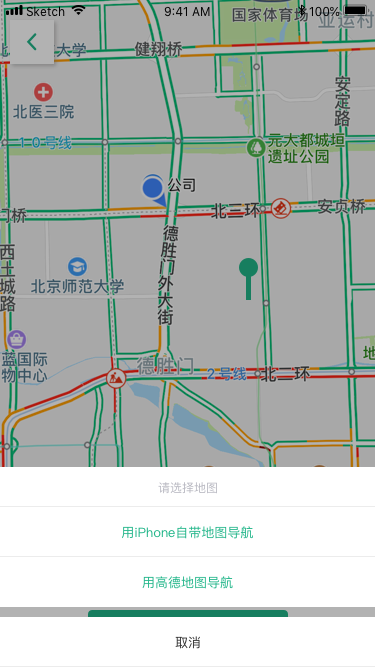 Sketch
9:41 AM
100%
国家体育场
亚运村
大学
健翔桥
安定路
北医三院
10号线
元大都城垣
遗址公园
公司
北三环
安贞桥
门桥
德胜门外大街
西土城路
北京师范大学
蓝国际
物中心
德胜门
2号线
北二环
地
请选择地图
用iPhone自带地图导航
用高德地图导航
取消